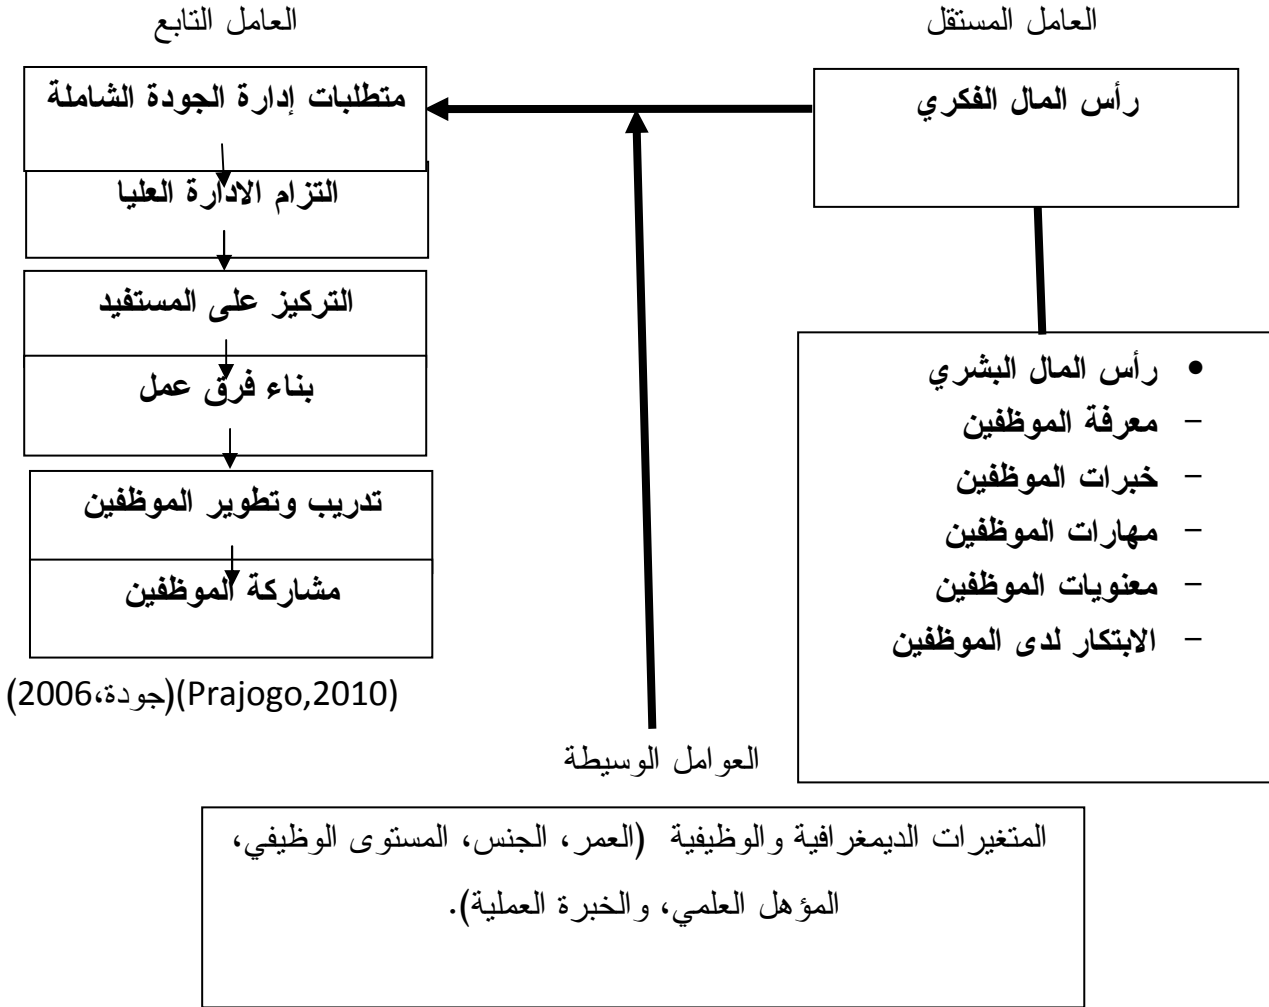 العامل المستقل
العامل التابع
رأس المال الفكري
متطلبات إدارة الجودة الشاملة
التزام الادارة العليا
التركيز على المستفيد
بناء فرق عمل
تدريب وتطوير الموظفين
مشاركة الموظفين
(Prajogo,2010)(جودة،2006)
• رأس المال البشري
- معرفة الموظفين
- خبرات الموظفين
- مهارات الموظفين
- معنويات الموظفين
- الابتكار لدى الموظفين
العوامل الوسيطة
المتغيرات الديمغرافية والوظيفية (العمر، الجنس، المستوى الوظيفي،
المؤهل العلمي، والخبرة العملية).